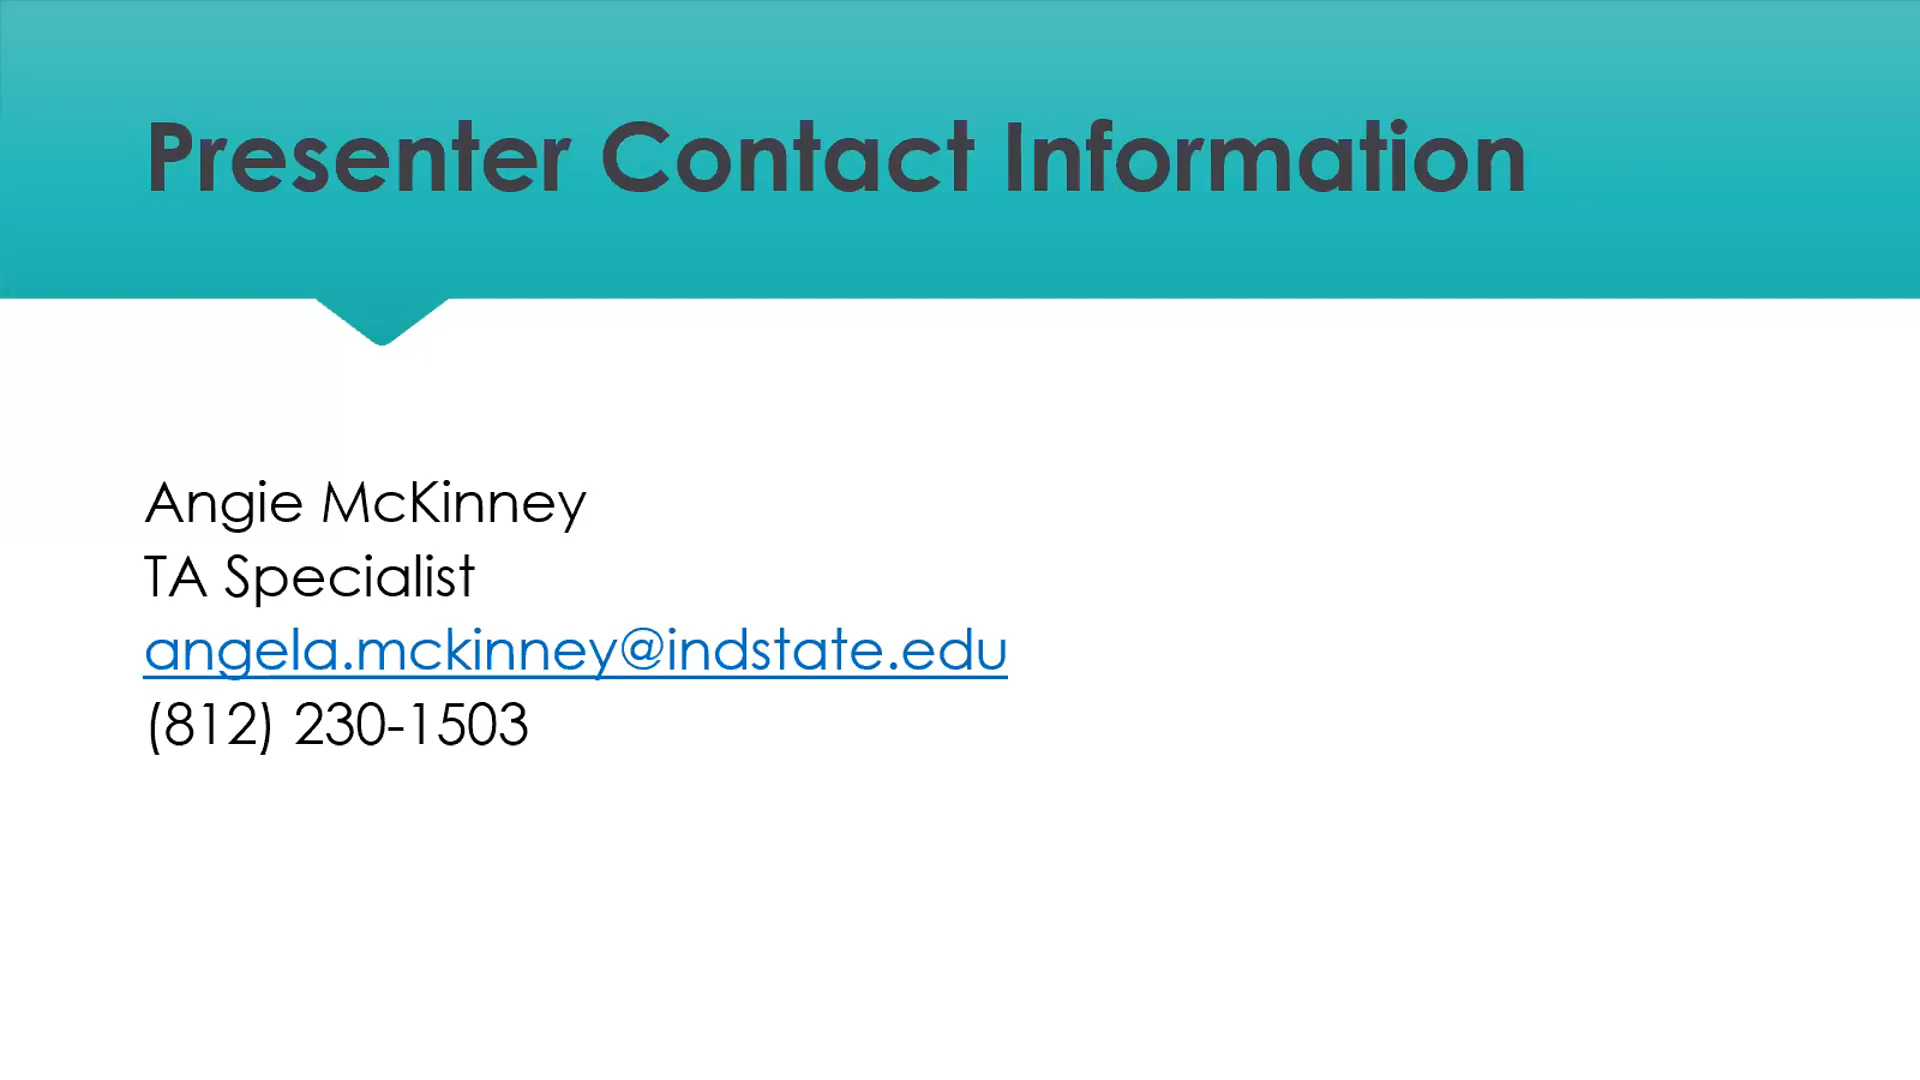 Presenter Contact Information
Angie McKinney
TA Specialist
angela.mckinney@indstate.edu
(812) 230-1503